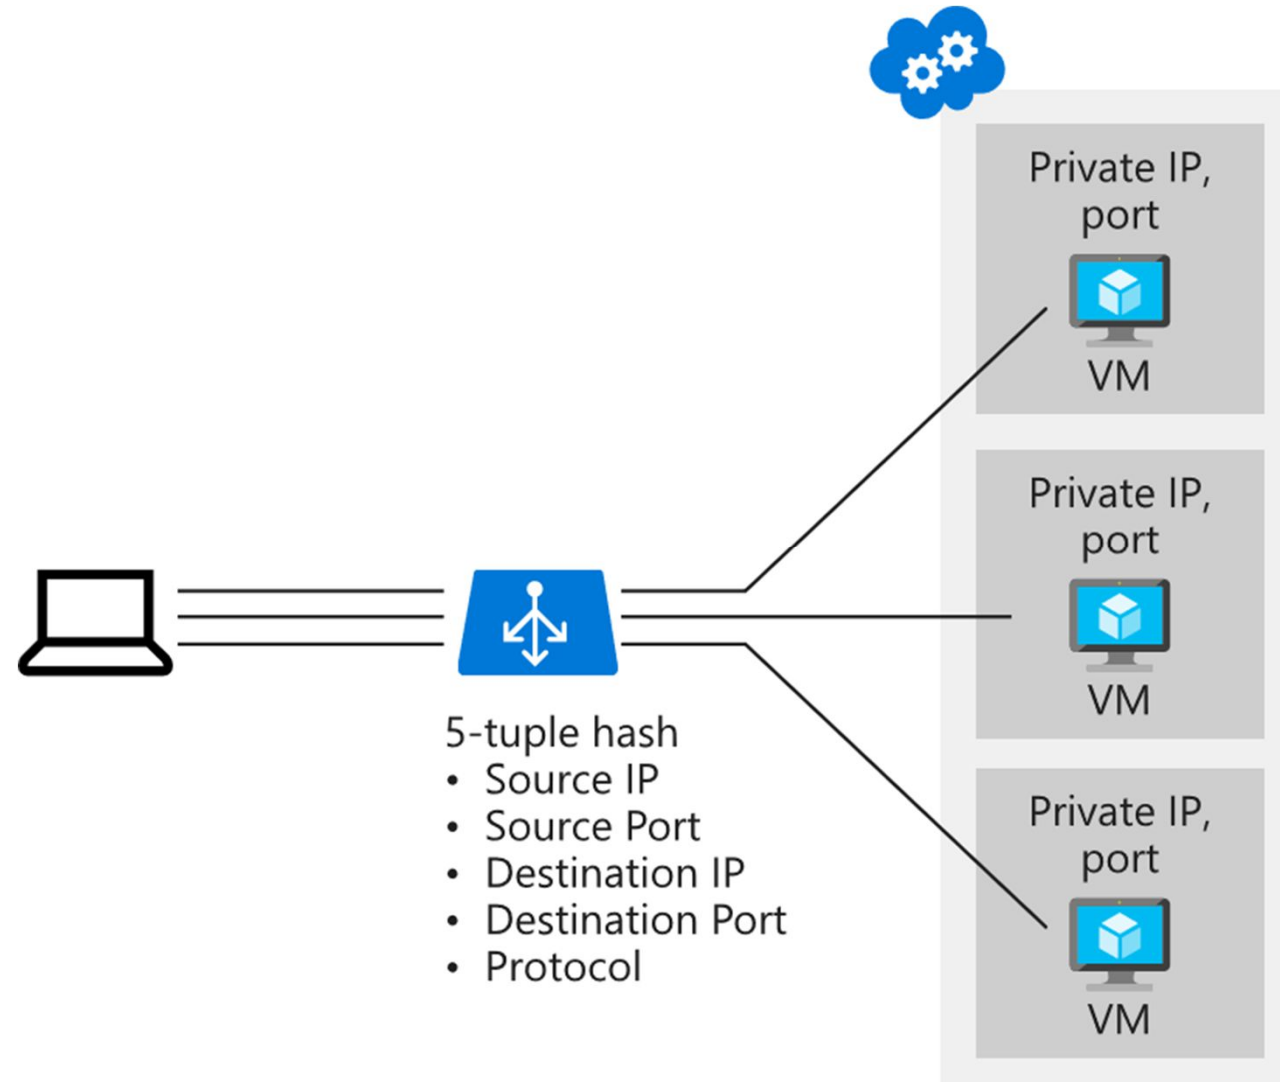 Private IP,
port
VM
Private IP,
port
VM
5-tuple hash
• Source IP
• Source Port
• Destination IP
• Destination Port
• Protocol
Private IP,
port
VM